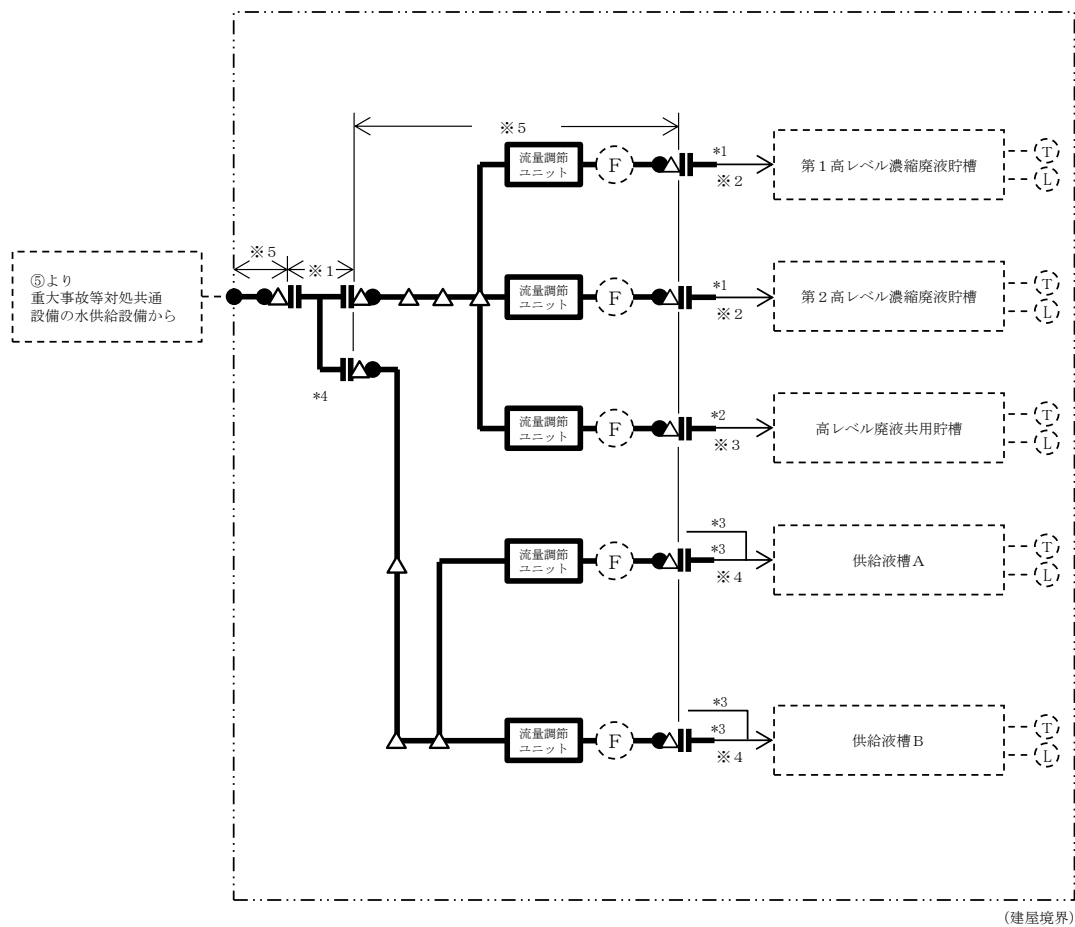 ※５
流量調節
ユニット
F
*1
※２
第１高レベル濃縮廃液貯槽
T
L
⑤より
重大事故等対処共通
設備の水供給設備から
※５
※１
流量調節
ユニット
F
*1
※２
第２高レベル濃縮廃液貯槽
T
L
*4
流量調節
ユニット
F
*2
※３
高レベル廃液共用貯槽
T
L
流量調節
ユニット
F
*3
*3
※４
供給液槽Ａ
T
L
流量調節
ユニット
F
*3
*3
※４
供給液槽Ｂ
T
L
（建屋境界）